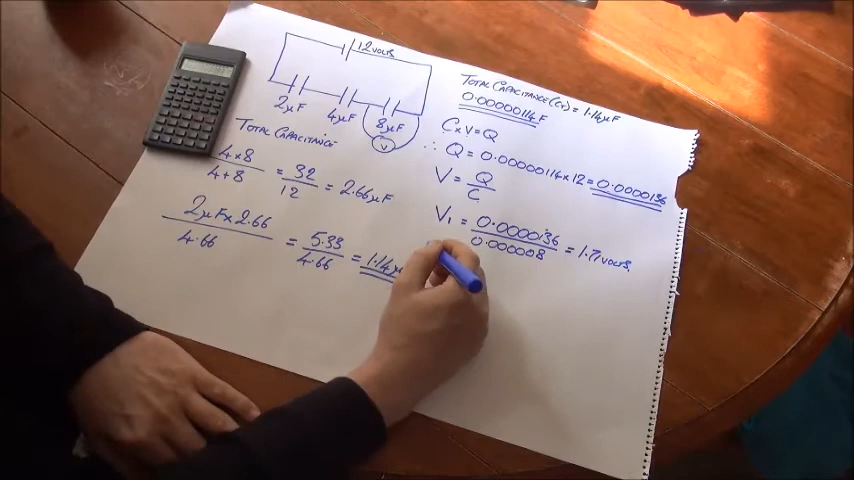 12 volts
2µF
4µF
8µF
V
TOTAL CAPACITANCE
4×8
4+8
= 32
12
= 2.66µF
2µF×2.66
4.66
= 5.33
4.66
= 1.14µ
TOTAL CAPACITANCE (CT) = 1.14µF
0.00000114F
C×V=Q
∴ Q = 0.00000114×12 = 0.0000136
V = Q
C
V₁ = 0.0000136
0.000008
= 1.71 volts